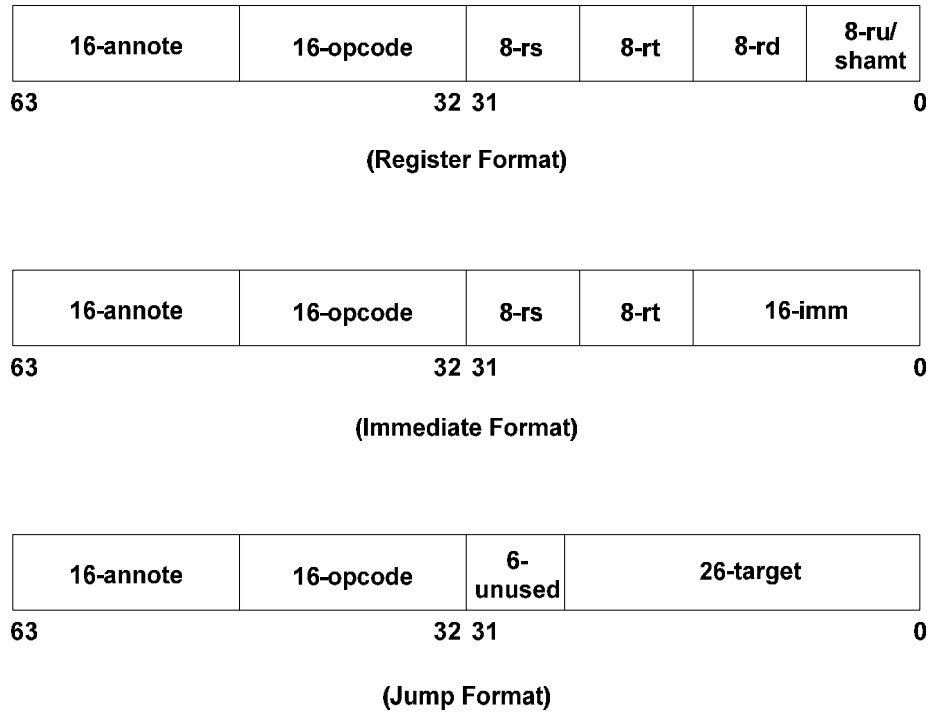 16-annote 16-opcode 8-rs 8-rt 8-rd 8-ru/
shamt
63 32 31 0
(Register Format)
16-annote 16-opcode 8-rs 8-rt 16-imm
63 32 31 0
(Immediate Format)
16-annote 16-opcode 6-
unused 26-target
63 32 31 0
(Jump Format)